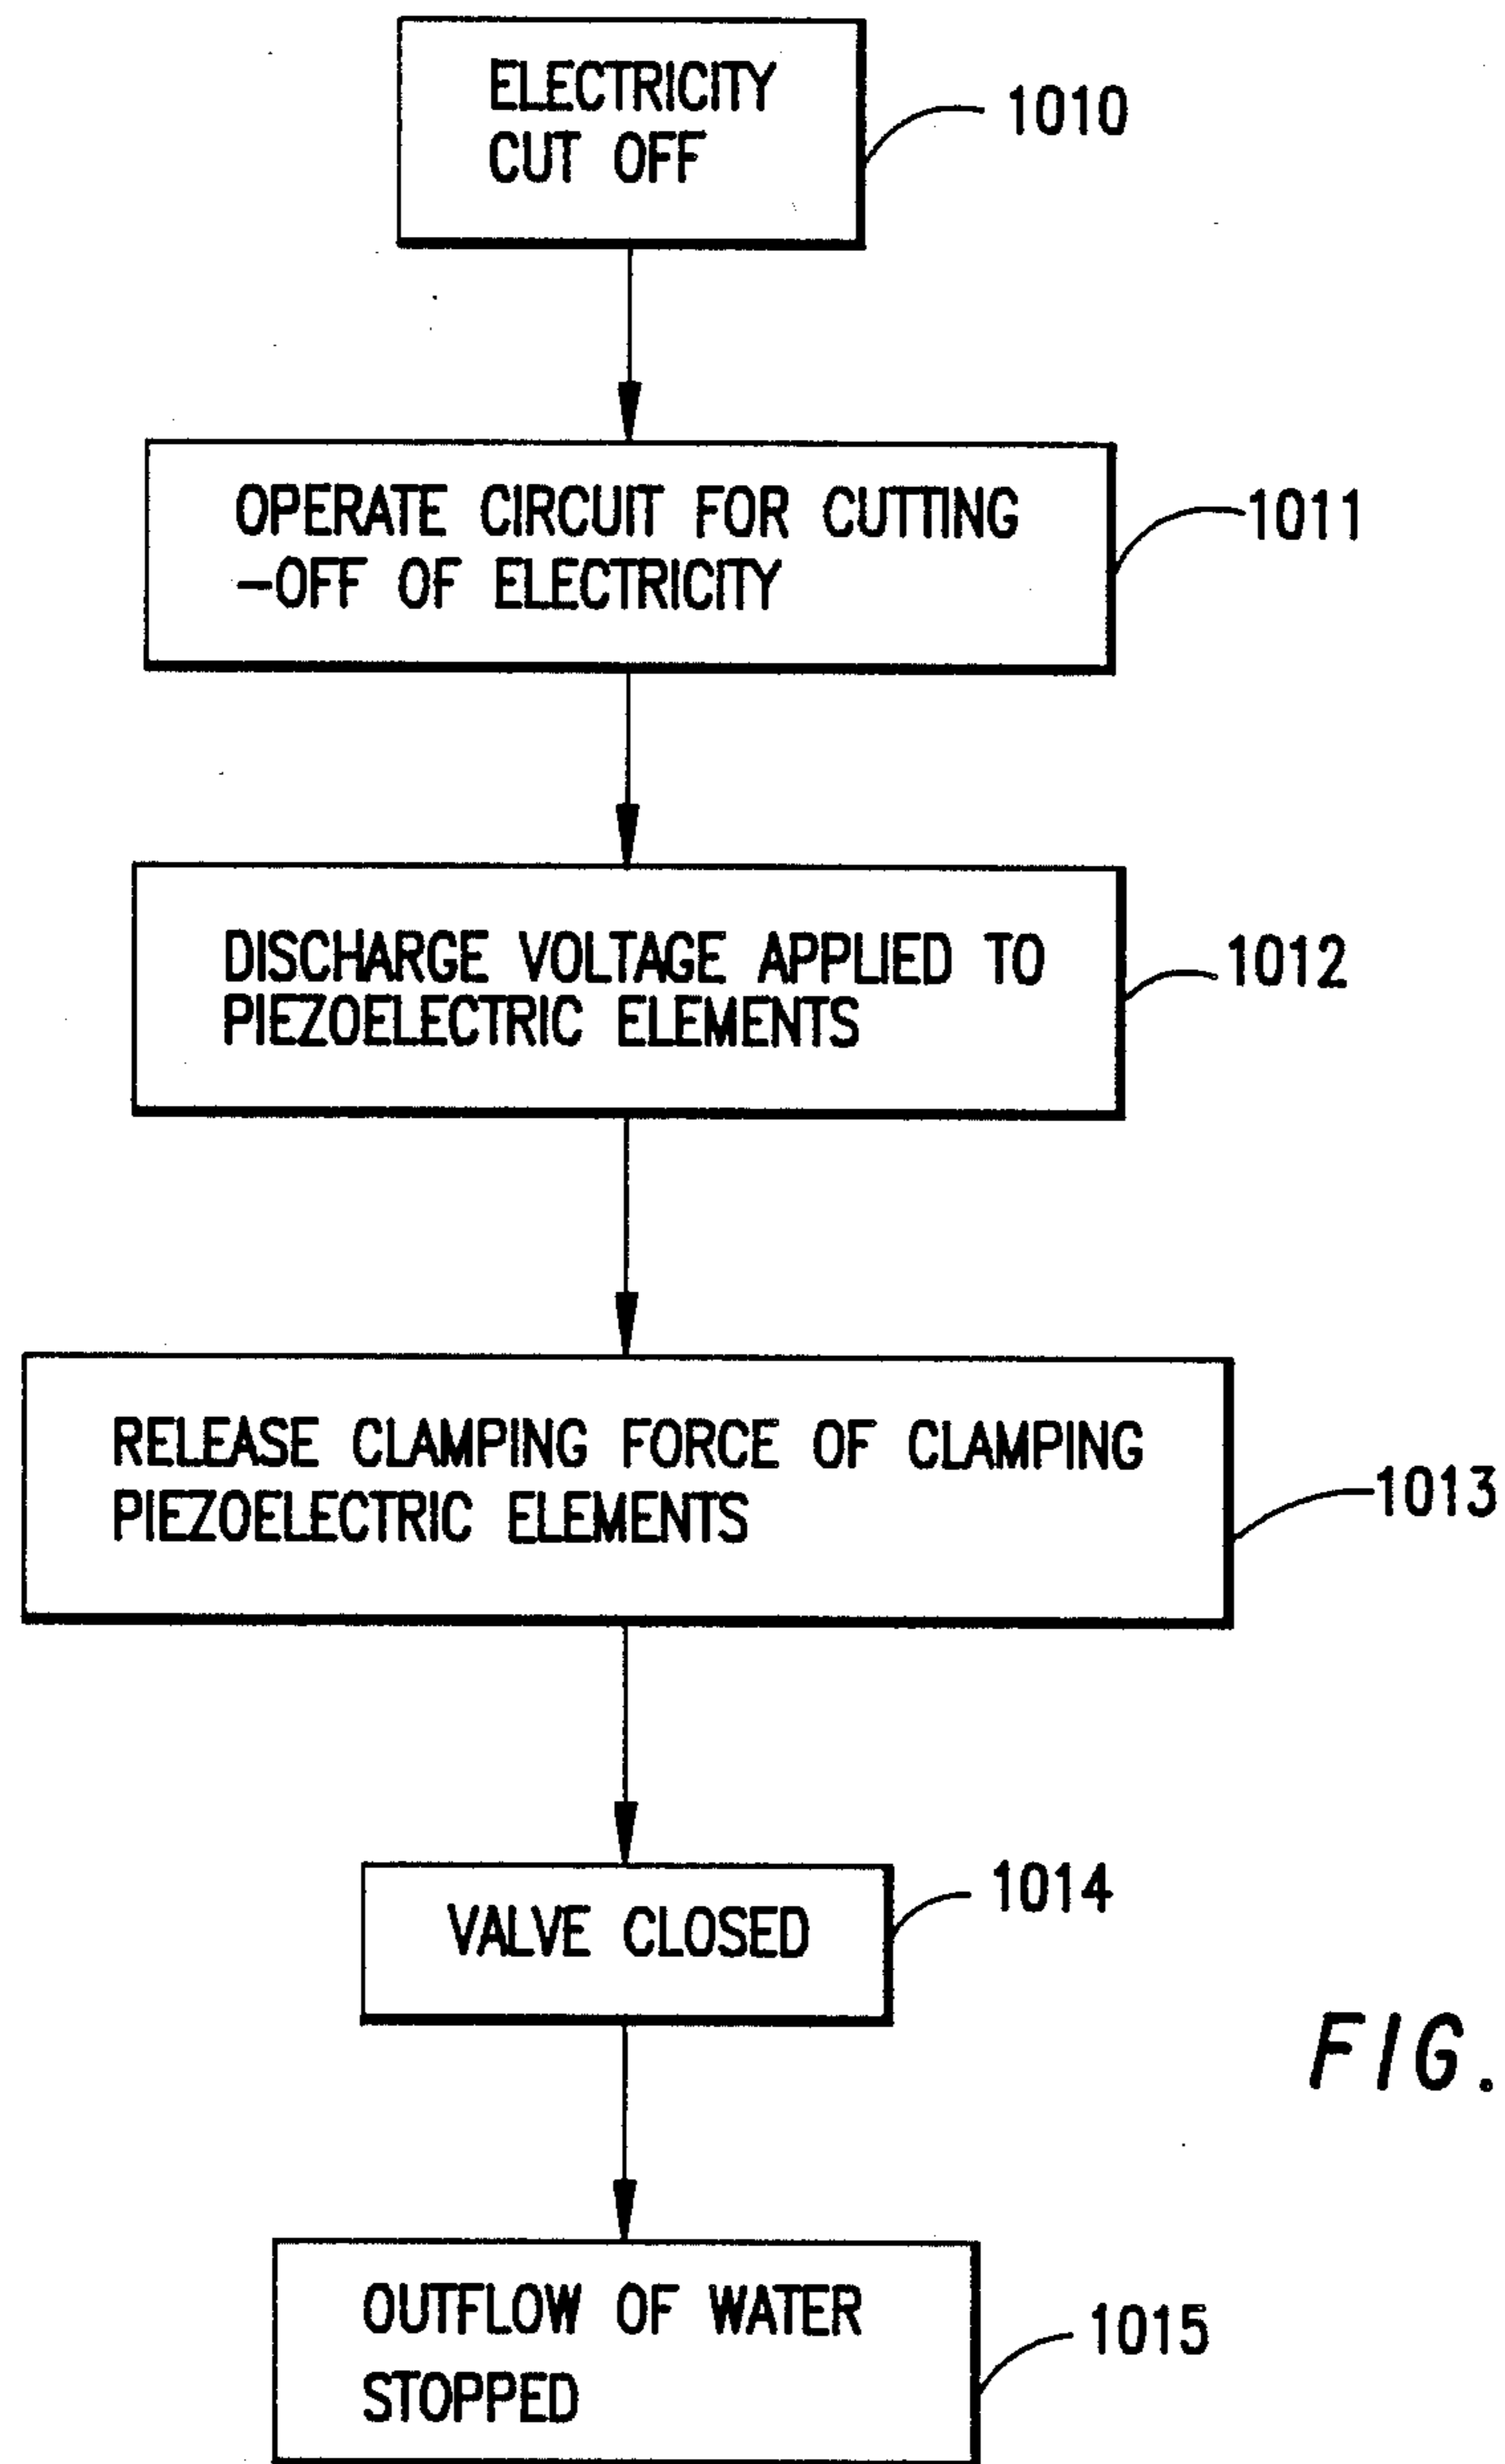 ELECTRICITY
CUT OFF
1010
OPERATE CIRCUIT FOR CUTTING
-OFF OF ELECTRICITY
1011
DISCHARGE VOLTAGE APPLIED TO
PIEZOELECTRIC ELEMENTS
1012
RELEASE CLAMPING FORCE OF CLAMPING
PIEZOELECTRIC ELEMENTS
1013
VALVE CLOSED
1014
FIG.
OUTFLOW OF WATER
STOPPED
1015